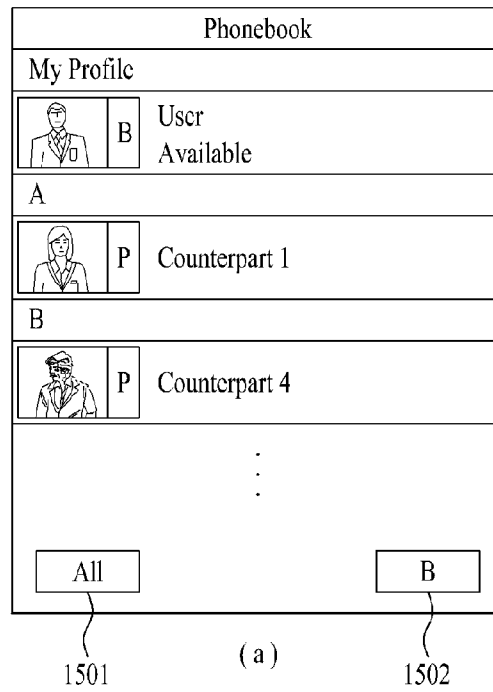 Phonebook
My Profile
B
User
Available
A
P
Counterpart 1
B
P
Counterpart 4
All
B
1501
(a)
1502